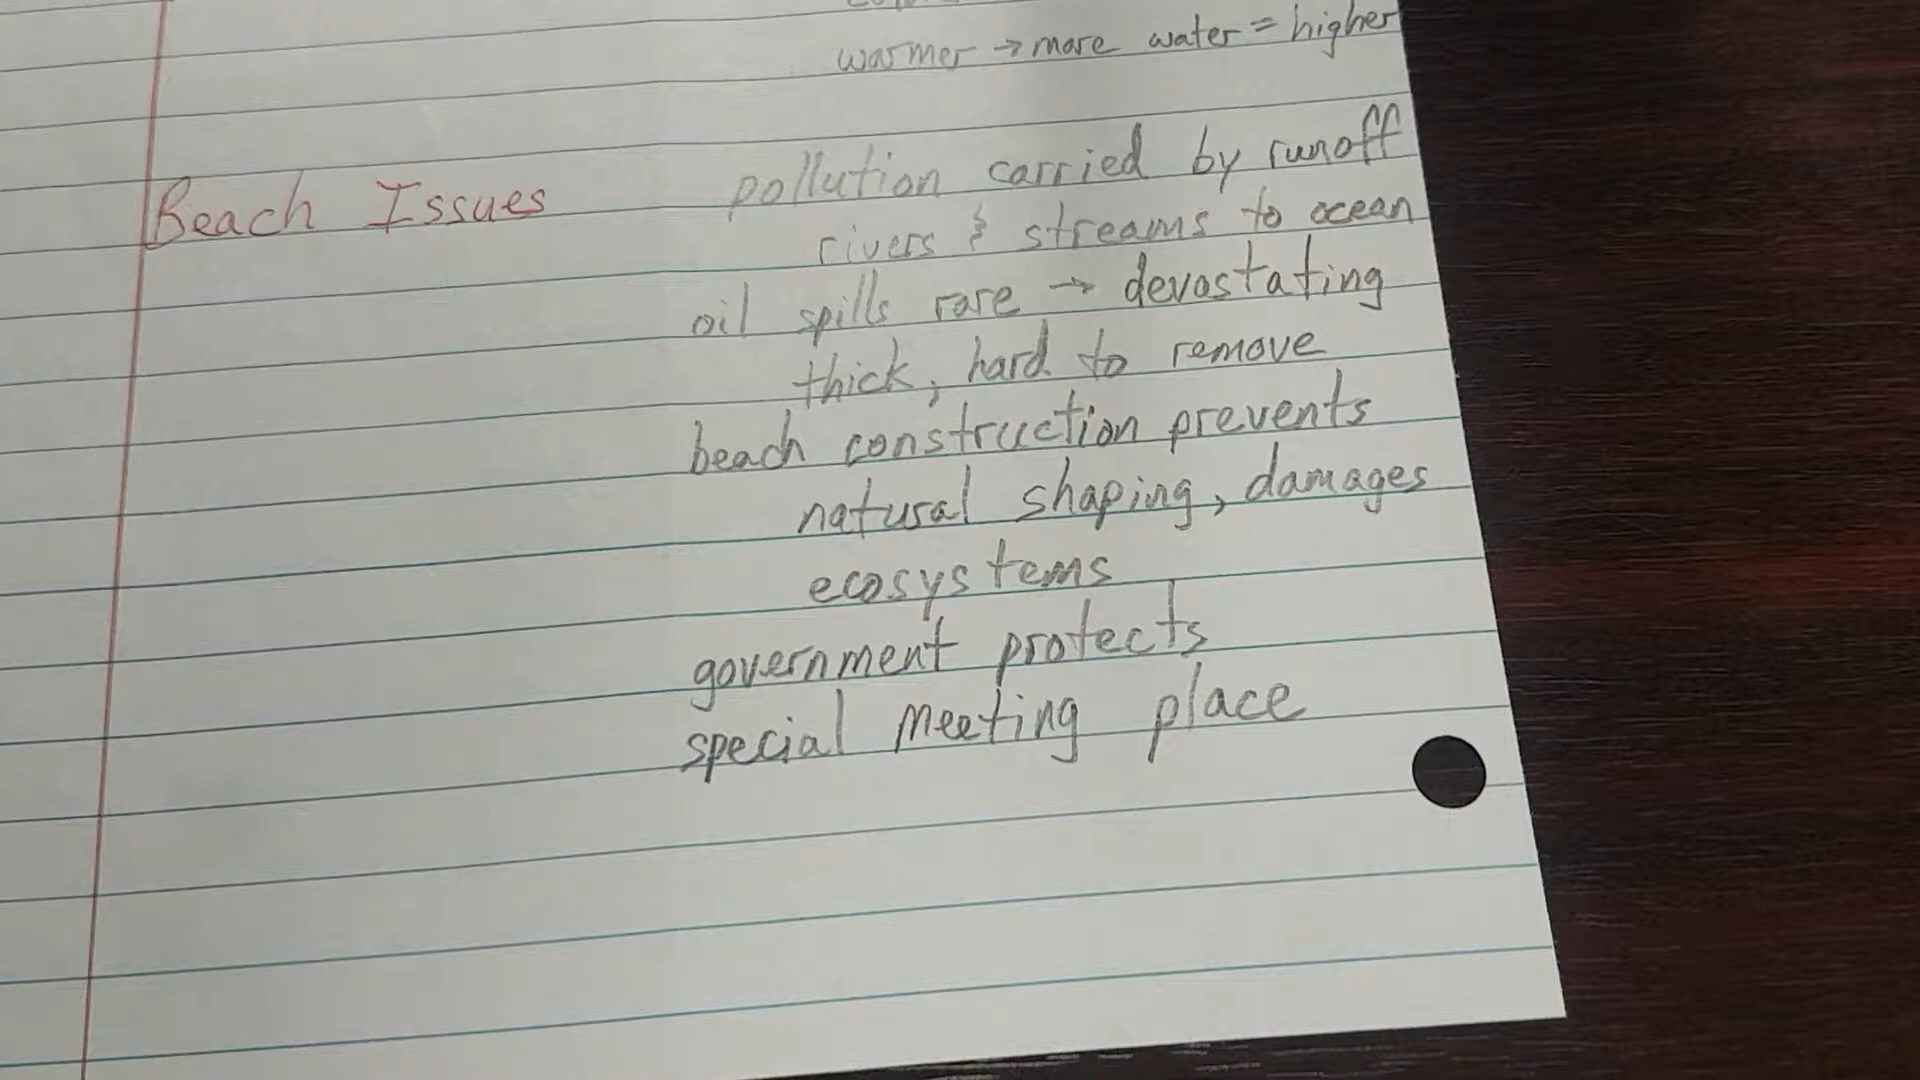 warmer → more water = higher
Beach Issues
pollution carried by runoff
rivers & streams to ocean
oil spills rare → devastating
thick, hard to remove
beach construction prevents
natural shaping, damages
ecosystems
government protects
special meeting place